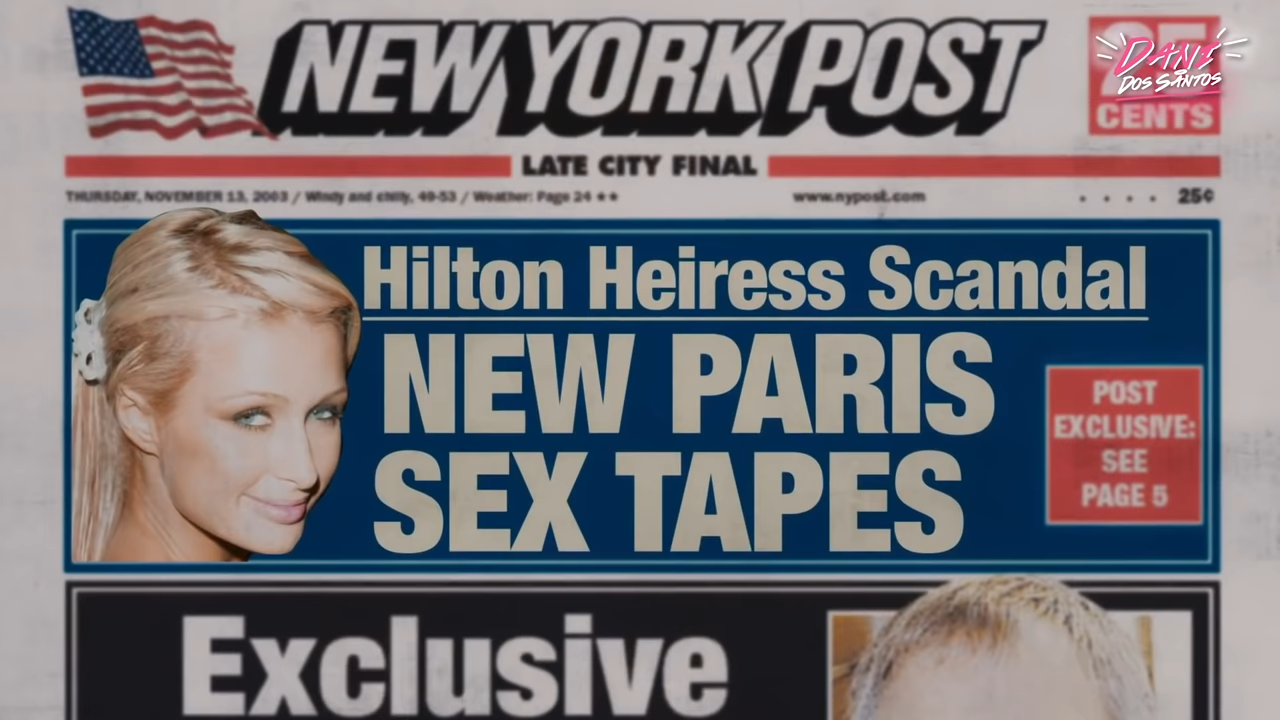 NEW YORK POST
25
CENTS
DANI
DOS SANTOS
LATE CITY FINAL
THURSDAY, NOVEMBER 13, 2003 / Windy and chilly, 49-53 / Weather: Page 24 ★★
www.nypost.com
25¢
Hilton Heiress Scandal
NEW PARIS
SEX TAPES
POST
EXCLUSIVE:
SEE
PAGE 5
Exclusive